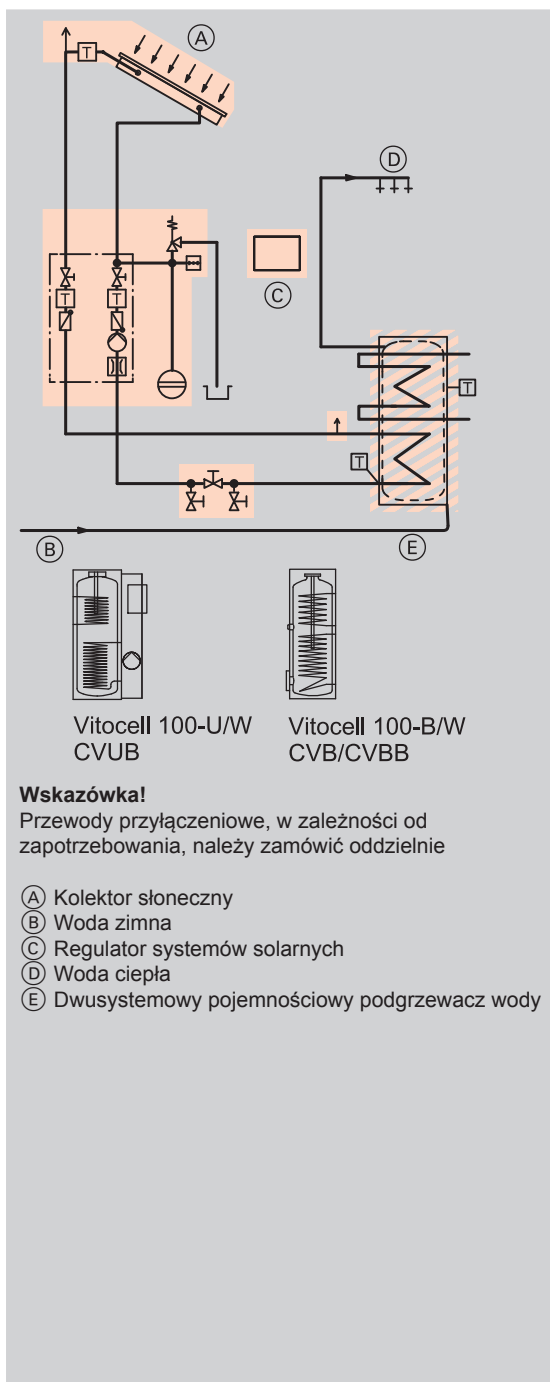 A
T
D
C
T
T
T
T
B
E
Vitocell 100-U/W
CVUB
Vitocell 100-B/W
CVB/CVBB
Wskazówka!
Przewody przyłączeniowe, w zależności od
zapotrzebowania, należy zamówić oddzielnie
A Kolektor słoneczny
B Woda zimna
C Regulator systemów solarnych
D Woda ciepła
E Dwusystemowy pojemnościowy podgrzewacz wody